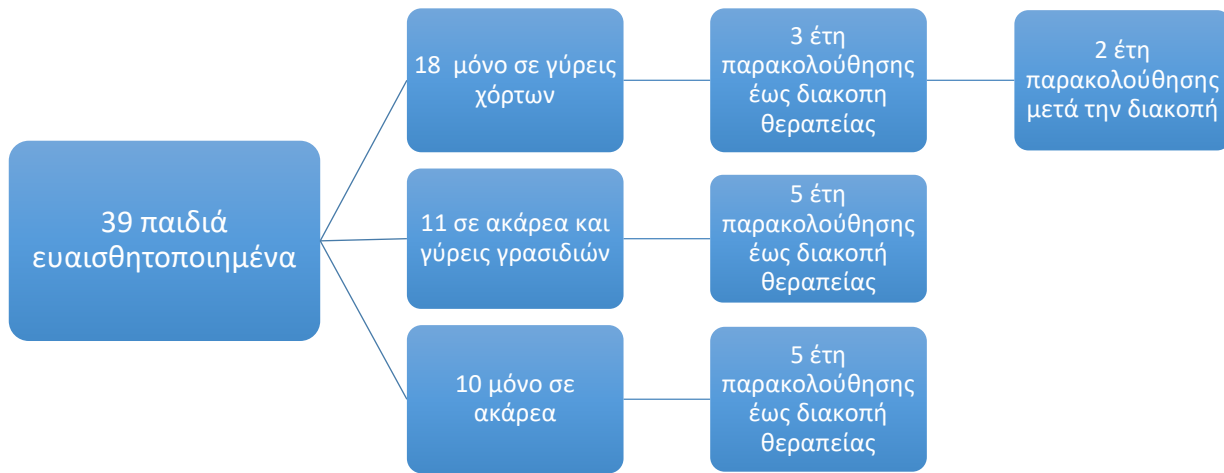 39 παιδιά
ευαισθητοποιημένα
18  μόνο σε γύρεις
χόρτων
3 έτη
παρακολούθησης
έως διακοπη
θεραπείας
2 έτη
παρακολούθησης
μετά την διακοπή
11 σε ακάρεα και
γύρεις γρασιδιών
5 έτη
παρακολούθησης
έως διακοπή
θεραπείας
10 μόνο σε
ακάρεα
5 έτη
παρακολούθησης
έως διακοπή
θεραπείας